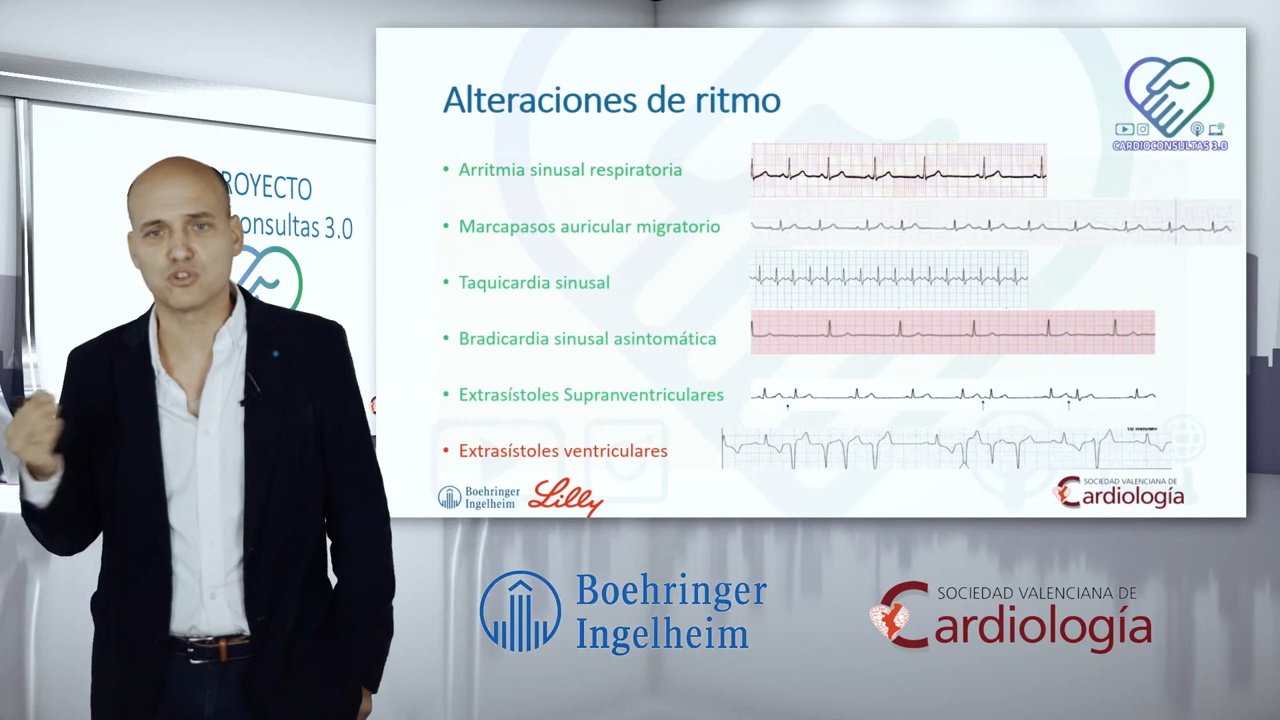 Alteraciones de ritmo
CARDIOCONSULTAS 3.0
• Arritmia sinusal respiratoria
• Marcapasos auricular migratorio
• Taquicardia sinusal
• Bradicardia sinusal asintomática
• Extrasístoles Supranventriculares
• Extrasístoles ventriculares
Boehringer
Ingelheim
Lilly
SOCIEDAD VALENCIANA DE
Cardiología
ROYECTO
onsultas 3.0
Boehringer
Ingelheim
SOCIEDAD VALENCIANA DE
Cardiología